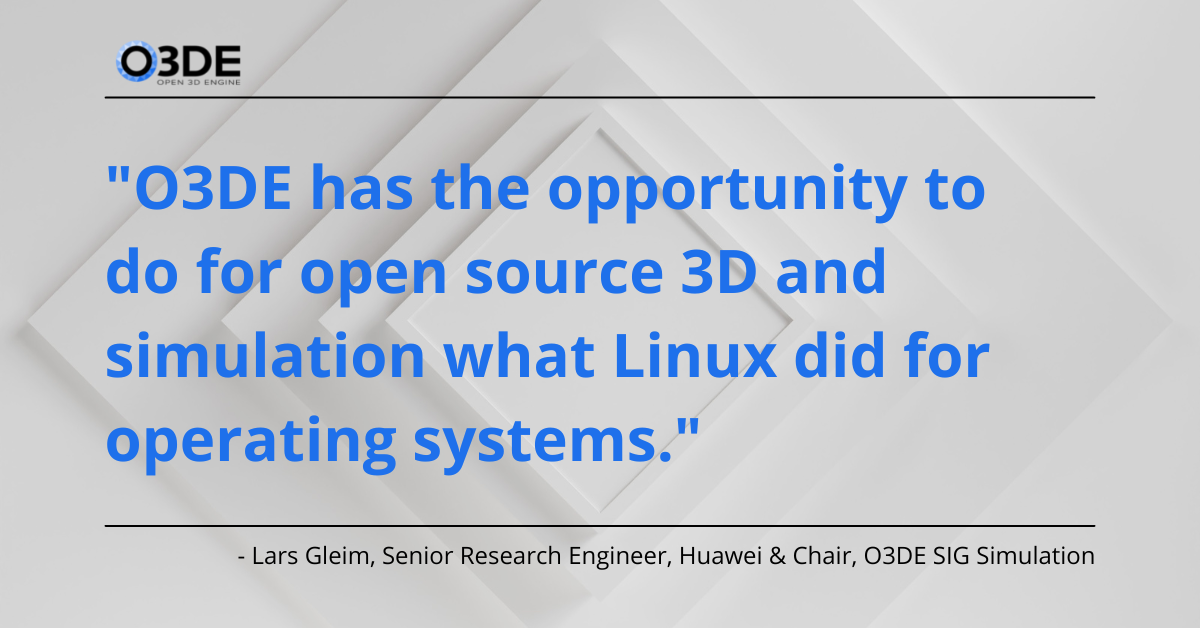 O3DE
OPEN 3D ENGINE
"O3DE has the opportunity to
do for open source 3D and
simulation what Linux did for
operating systems."
- Lars Gleim, Senior Research Engineer, Huawei & Chair, O3DE SIG Simulation